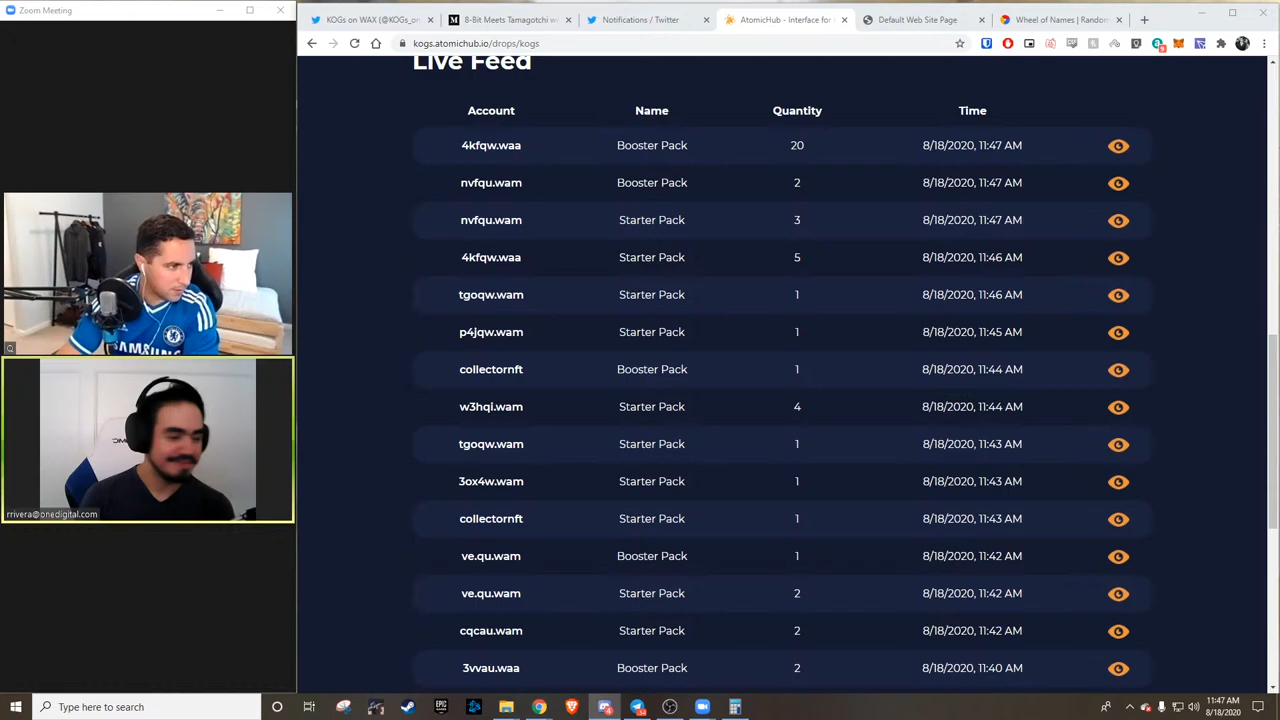 Zoom Meeting
KOGs on WAX (@KOGs_on
8-Bit Meets Tamagotchi w
Notifications / Twitter
AtomicHub - Interface for
Default Web Site Page
Wheel of Names | Random
kogs.atomichub.io/drops/kogs
Live Feed
Account Name Quantity Time
4kfqw.waa Booster Pack 20 8/18/2020, 11:47 AM
nvfqu.wam Booster Pack 2 8/18/2020, 11:47 AM
nvfqu.wam Starter Pack 3 8/18/2020, 11:47 AM
4kfqw.waa Starter Pack 5 8/18/2020, 11:46 AM
tgoqw.wam Starter Pack 1 8/18/2020, 11:46 AM
p4jqw.wam Starter Pack 1 8/18/2020, 11:45 AM
collectornft Booster Pack 1 8/18/2020, 11:44 AM
w3hqi.wam Starter Pack 4 8/18/2020, 11:44 AM
tgoqw.wam Starter Pack 1 8/18/2020, 11:43 AM
3ox4w.wam Starter Pack 1 8/18/2020, 11:43 AM
collectornft Starter Pack 1 8/18/2020, 11:43 AM
ve.qu.wam Booster Pack 1 8/18/2020, 11:42 AM
ve.qu.wam Starter Pack 2 8/18/2020, 11:42 AM
cqcau.wam Starter Pack 2 8/18/2020, 11:42 AM
3vvau.waa Booster Pack 2 8/18/2020, 11:40 AM
SAMSUNG
Q
rrivera@onedigital.com
Type here to search
EPIC
11:47 AM
8/18/2020